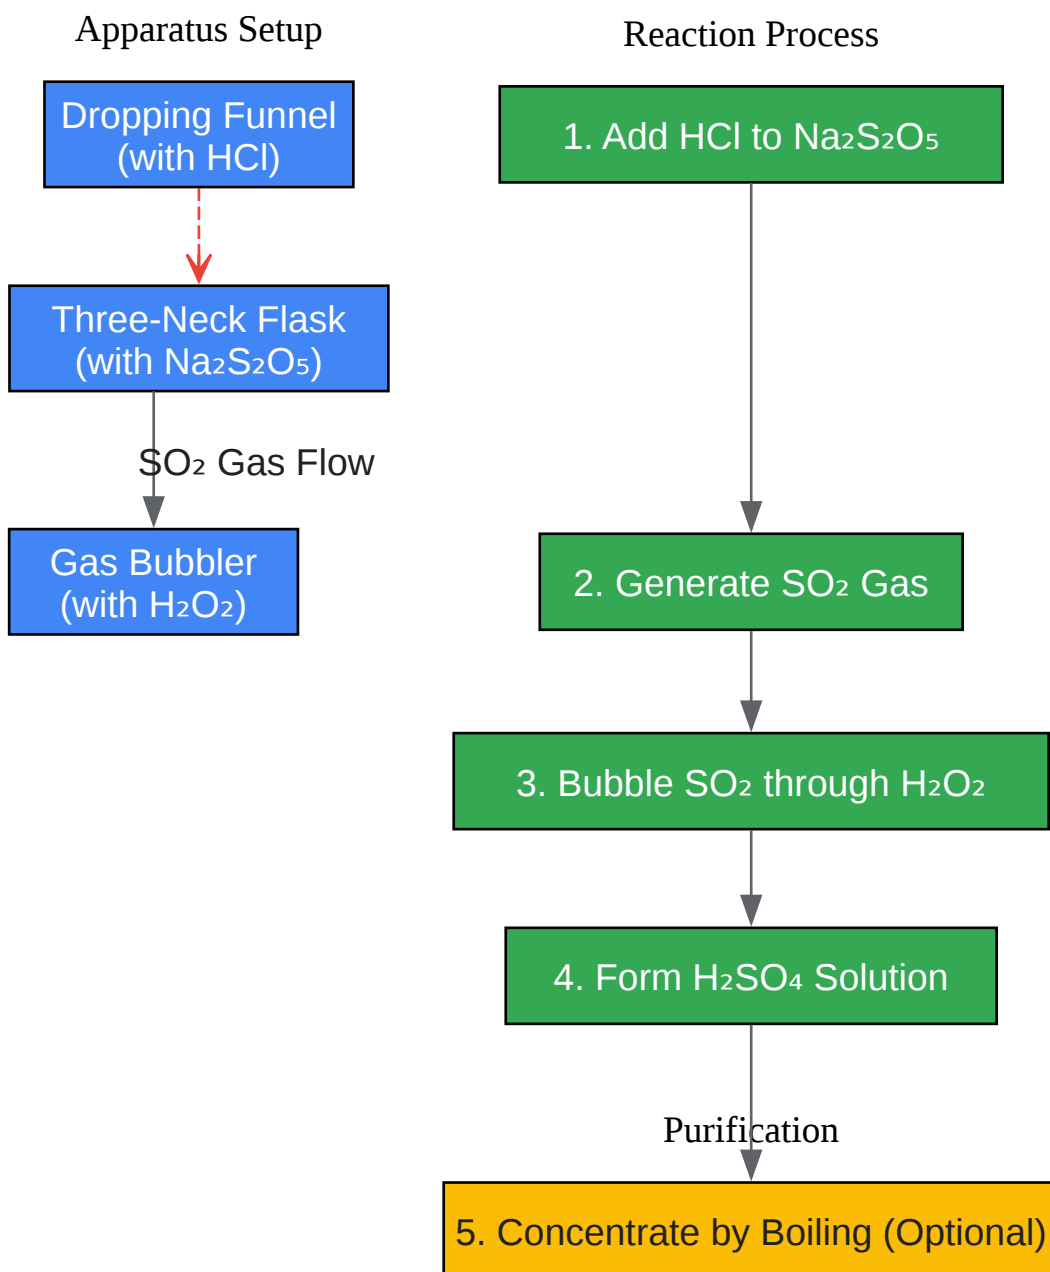 Apparatus Setup
Dropping Funnel
(with HCl)
Three-Neck Flask
(with Na₂S₂O₅)
SO₂ Gas Flow
Gas Bubbler
(with H₂O₂)
Reaction Process
1. Add HCl to Na₂S₂O₅
2. Generate SO₂ Gas
3. Bubble SO₂ through H₂O₂
4. Form H₂SO₄ Solution
Purification
5. Concentrate by Boiling (Optional)